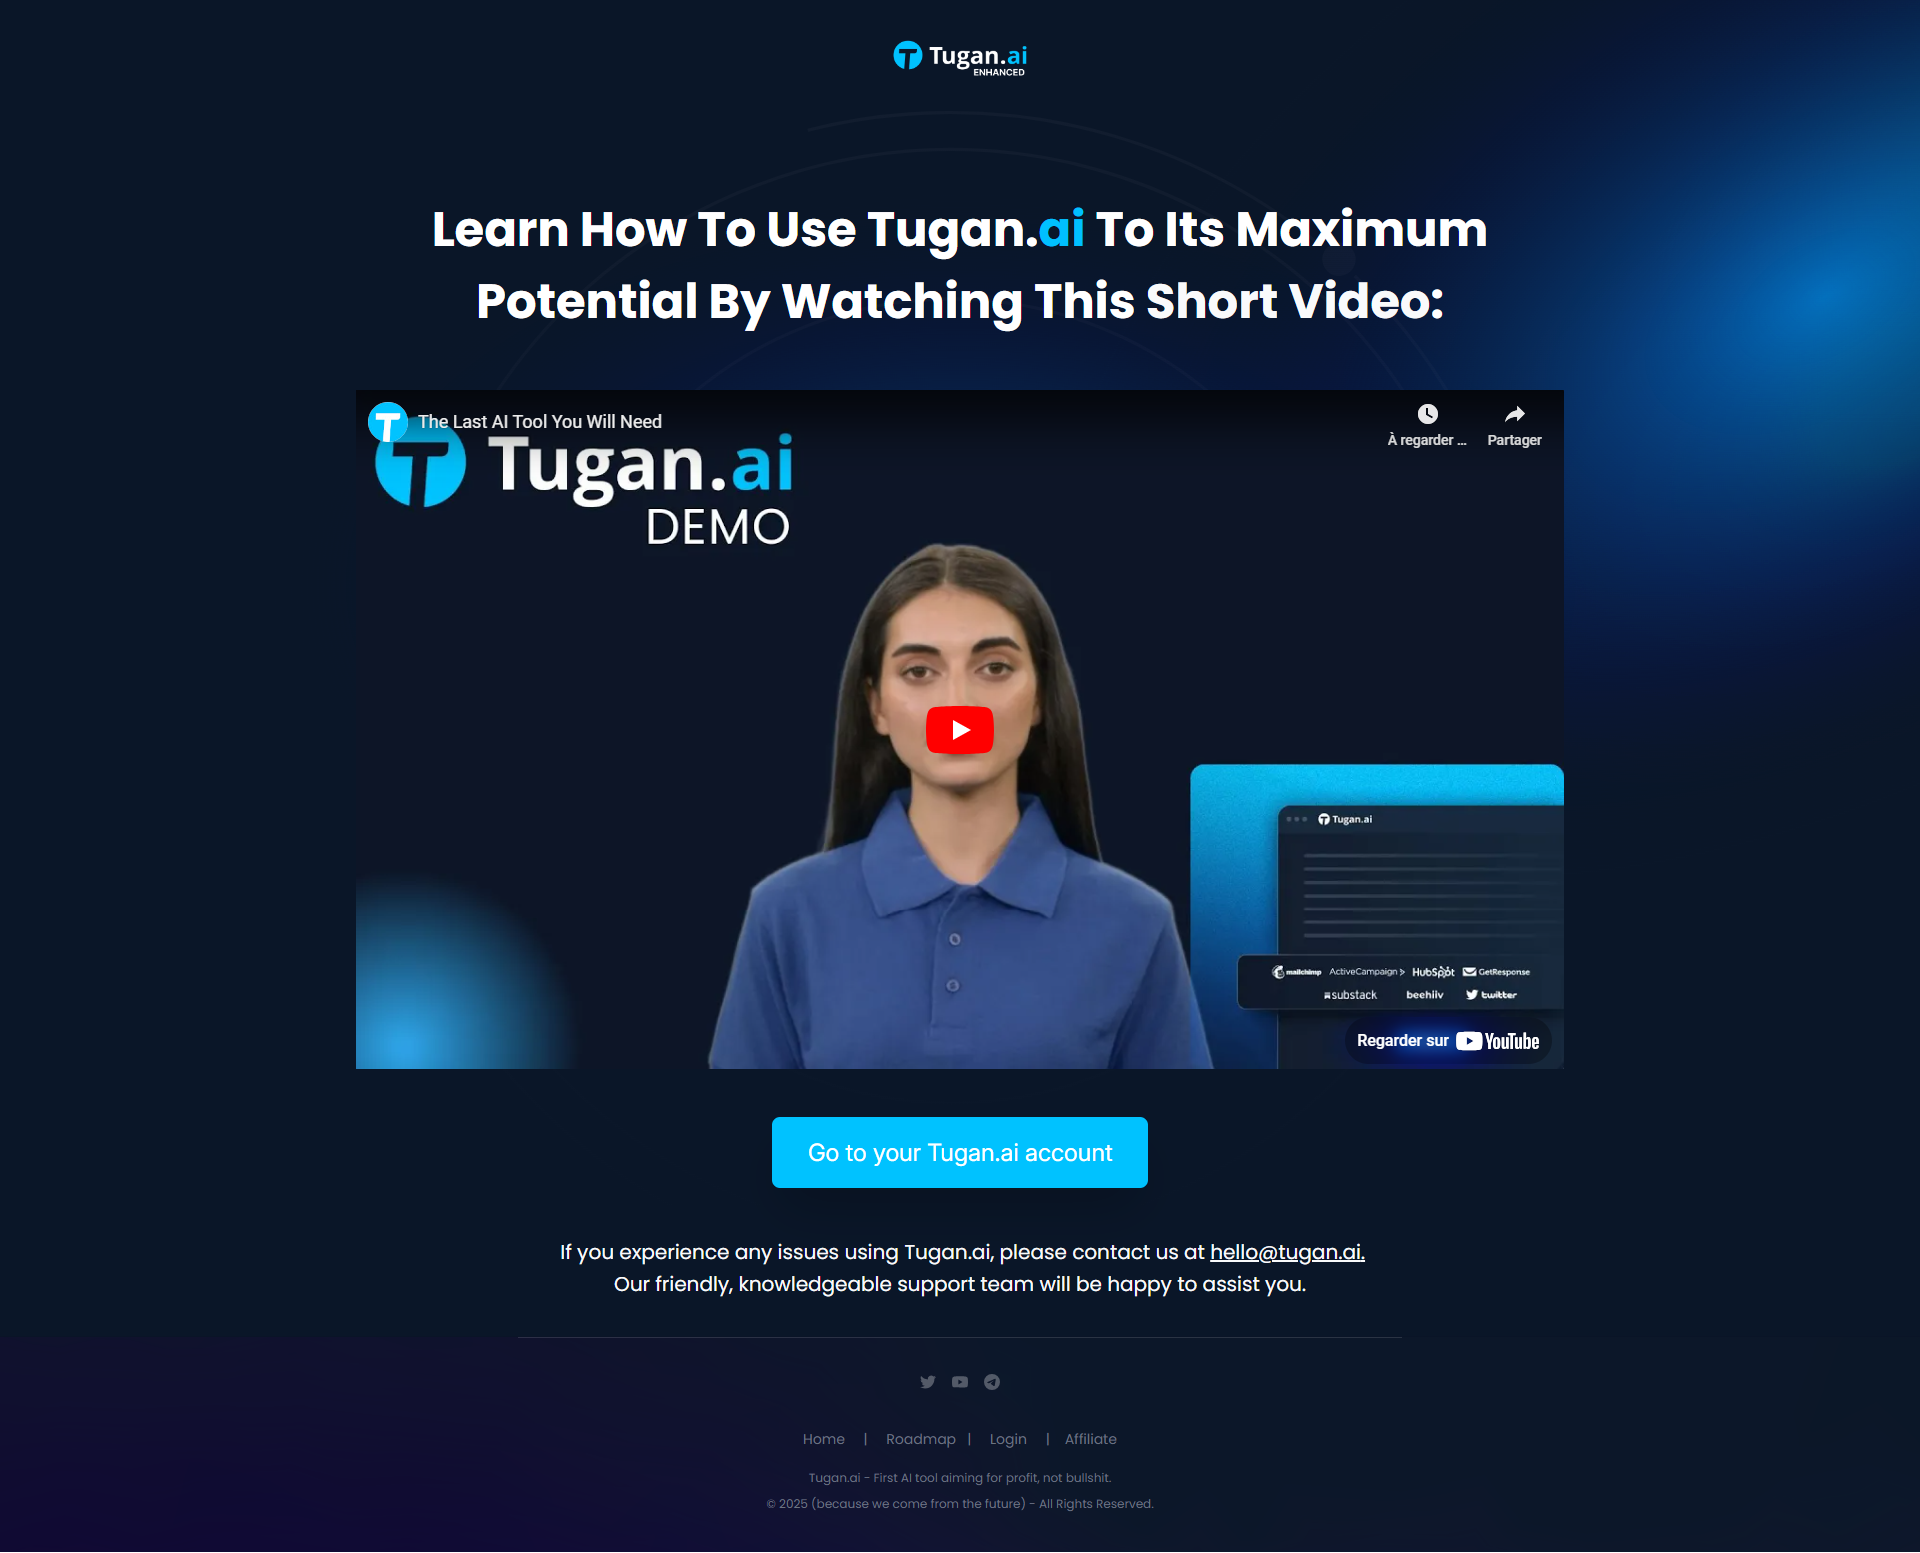 Tugan.ai
ENHANCED
Learn How To Use Tugan.ai To Its Maximum
Potential By Watching This Short Video:
The Last AI Tool You Will Need
À regarder ...
Partager
Tugan.ai
DEMO
Tugan.ai
mailchimp ActiveCampaign > HubSpot GetResponse
substack beehiiv twitter
Regarder sur YouTube
Go to your Tugan.ai account
If you experience any issues using Tugan.ai, please contact us at hello@tugan.ai.
Our friendly, knowledgeable support team will be happy to assist you.
Home | Roadmap | Login | Affiliate
Tugan.ai - First AI tool aiming for profit, not bullshit.
© 2025 (because we come from the future) - All Rights Reserved.